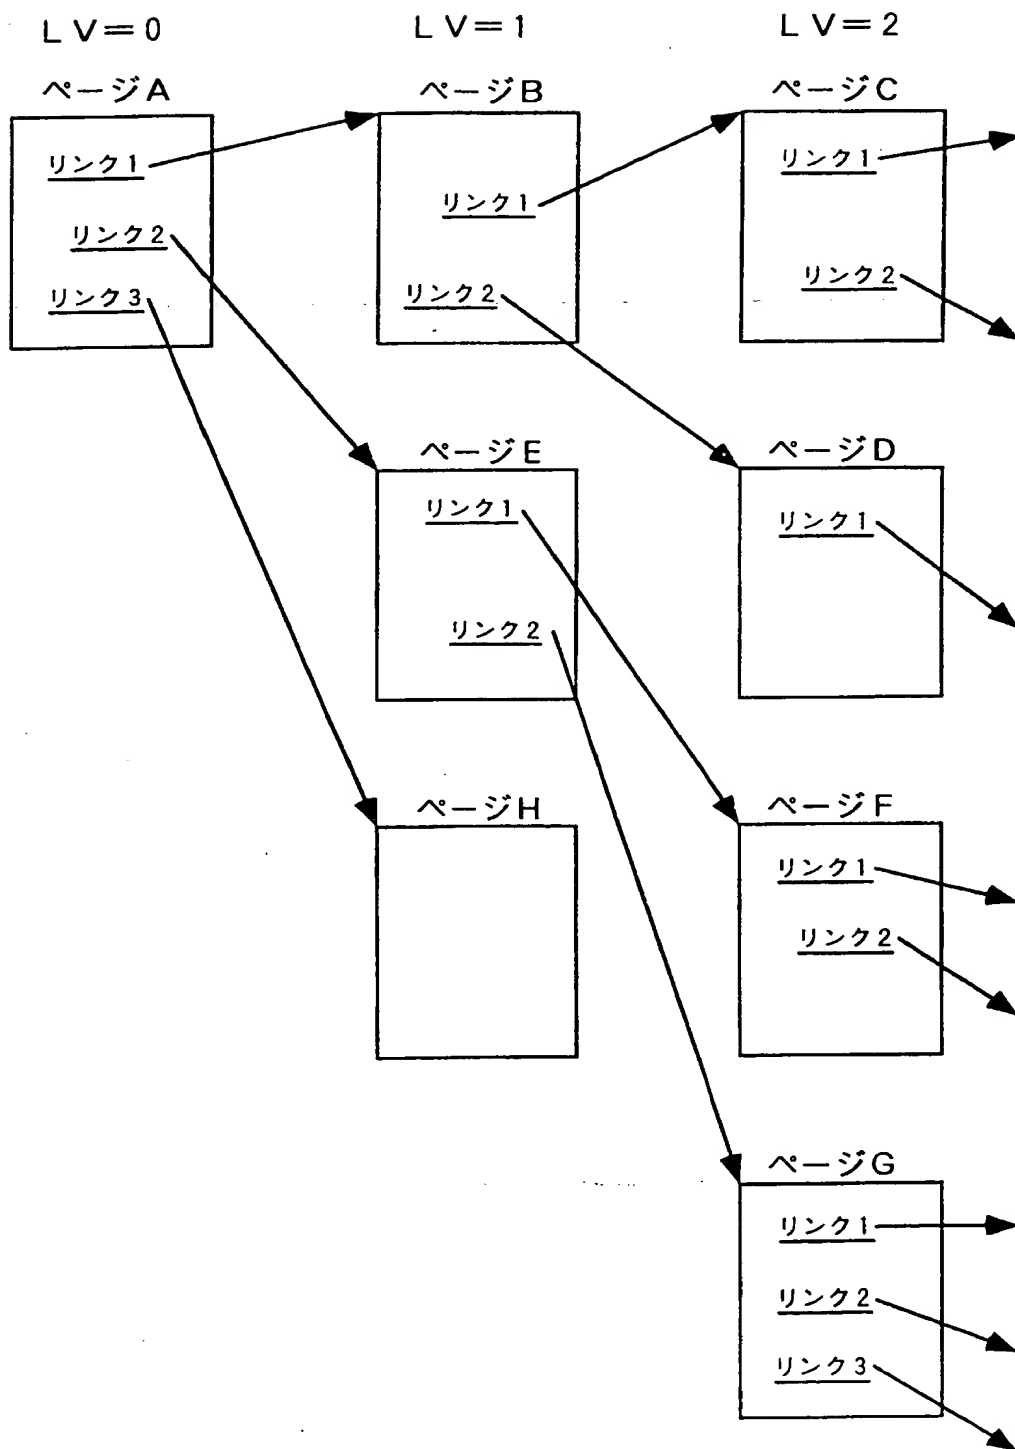 LV=0
LV=1
LV=2
ページA
リンク1
リンク2
リンク3
ページB
リンク1
リンク2
ページC
リンク1
リンク2
ページE
リンク1
リンク2
ページD
リンク1
ページH
ページF
リンク1
リンク2
ページG
リンク1
リンク2
リンク3